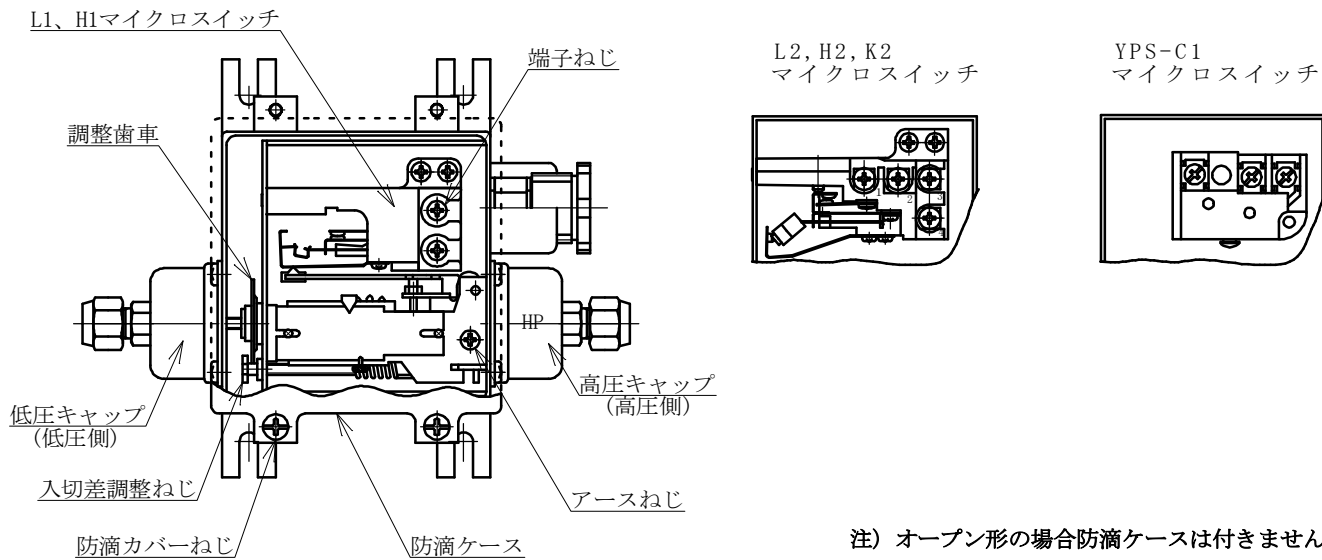 L1、H1マイクロスイッチ
端子ねじ
調整歯車
HP
低圧キャップ
(低圧側)
高圧キャップ
(高圧側)
入切差調整ねじ
アースねじ
防滴カバーねじ
防滴ケース
L2,H2,K2
マイクロスイッチ
1
2
3
4
YPS-C1
マイクロスイッチ
注) オープン形の場合防滴ケースは付きません